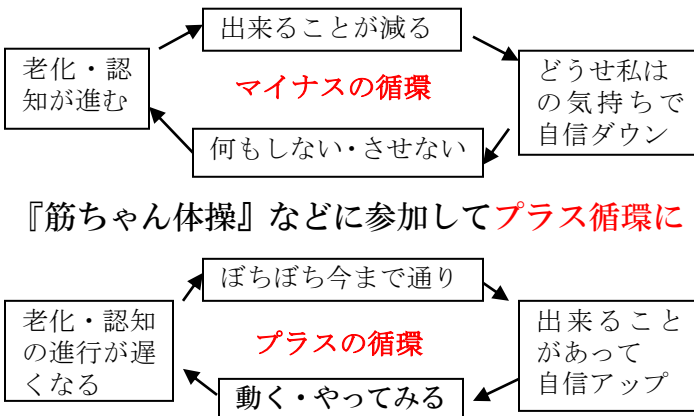 出来ることが減る
老化・認
知が進む
マイナスの循環
どうせ私は
の気持ちで
自信ダウン
何もしない・させない
『筋ちゃん体操』などに参加してプラス循環に
ぼちぼち今まで通り
老化・認知
の進行が遅
くなる
プラスの循環
出来ること
があって
自信アップ
動く・やってみる